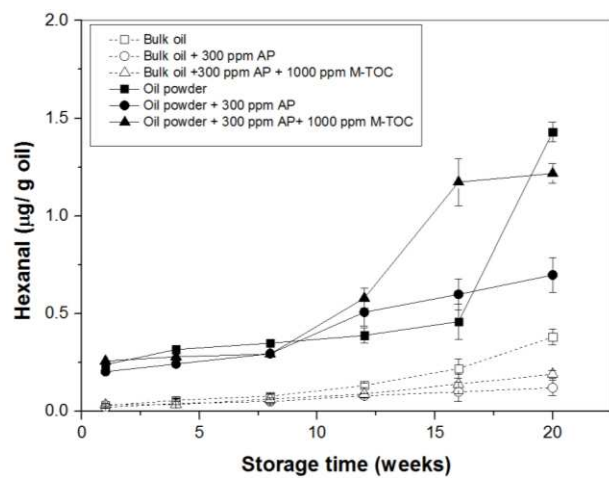 2.0
1.5
1.0
0.5
0.0
Hexanal (μg/ g oil)
Bulk oil
Bulk oil + 300 ppm AP
Bulk oil +300 ppm AP + 1000 ppm M-TOC
Oil powder
Oil powder + 300 ppm AP
Oil powder + 300 ppm AP+ 1000 ppm M-TOC
0 5 10 15 20
Storage time (weeks)